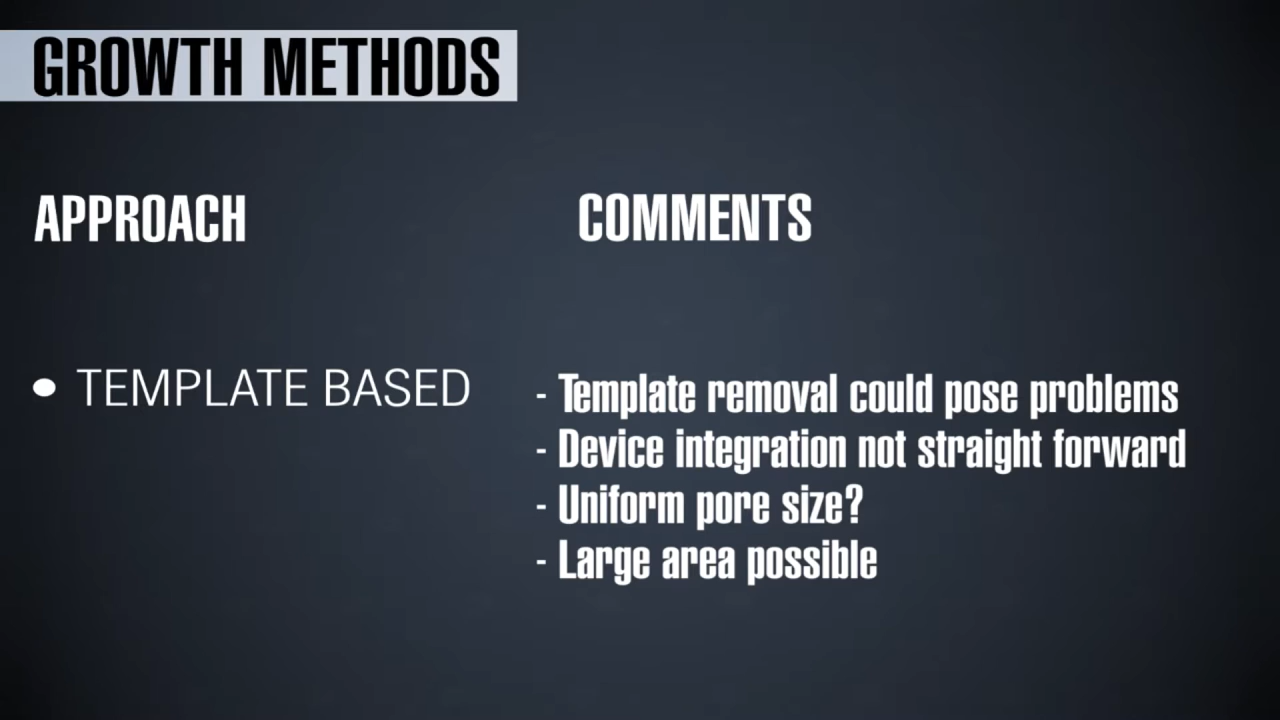 GROWTH METHODS
APPROACH
COMMENTS
• TEMPLATE BASED
- Template removal could pose problems
- Device integration not straight forward
- Uniform pore size?
- Large area possible